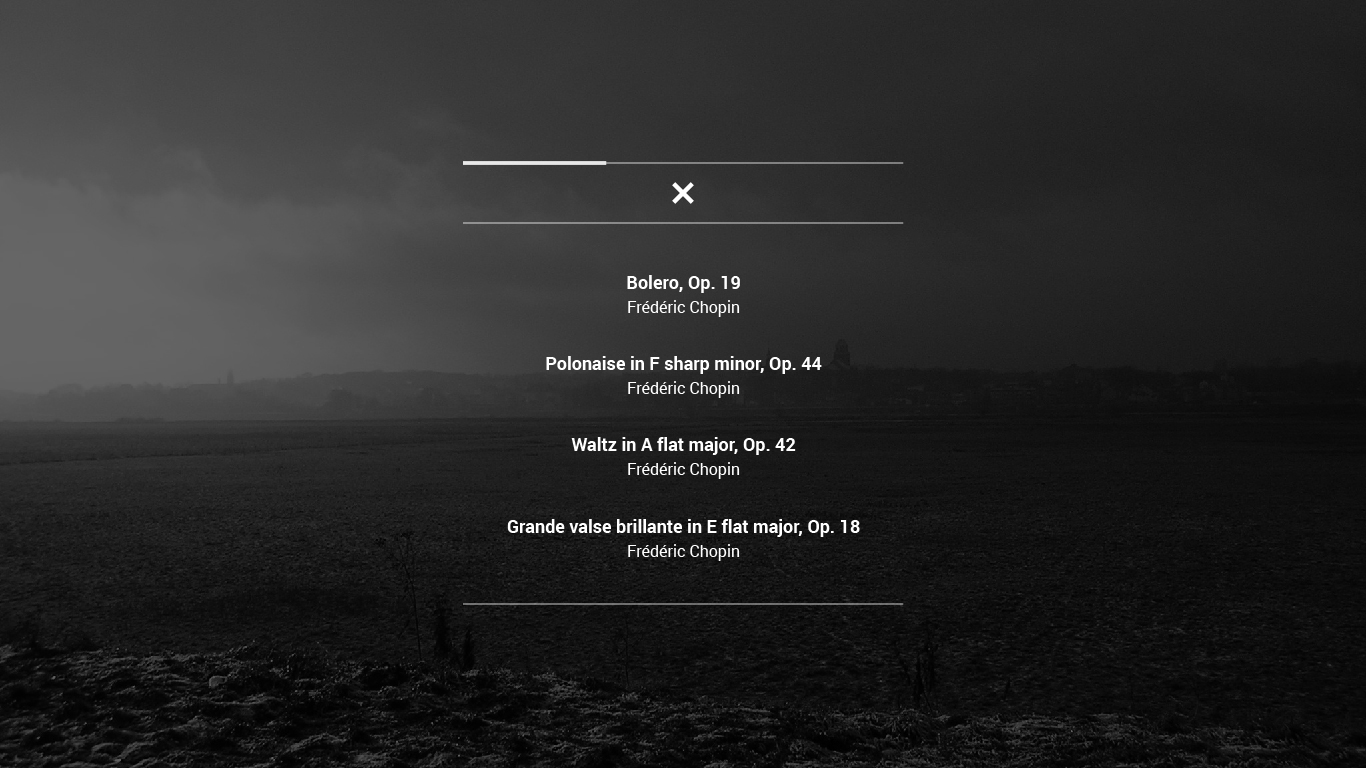 Bolero, Op. 19
Frédéric Chopin
Polonaise in F sharp minor, Op. 44
Frédéric Chopin
Waltz in A flat major, Op. 42
Frédéric Chopin
Grande valse brillante in E flat major, Op. 18
Frédéric Chopin